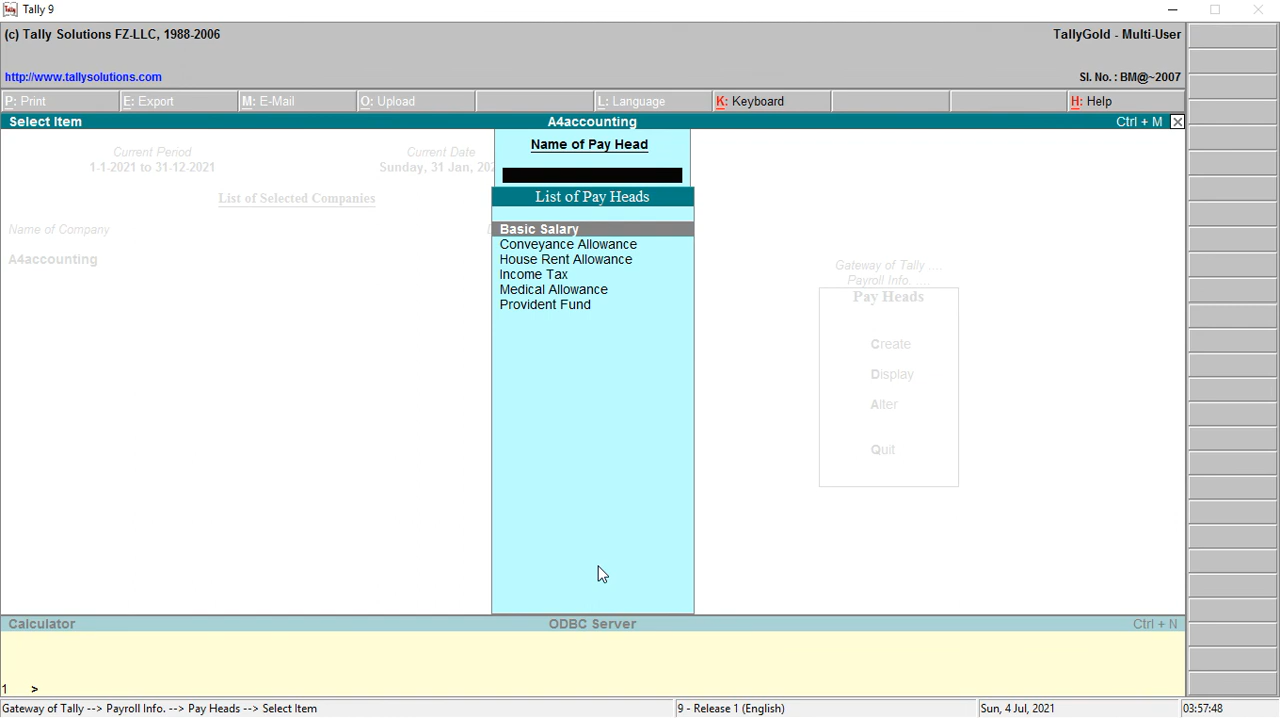 Tally 9
(c) Tally Solutions FZ-LLC, 1988-2006
TallyGold - Multi-User
http://www.tallysolutions.com
Sl. No. : BM@~2007
P: Print
E: Export
M: E-Mail
O: Upload
L: Language
K: Keyboard
H: Help
Select Item
A4accounting
Ctrl + M
Current Period
1-1-2021 to 31-12-2021
Current Date
Sunday, 31 Jan,
List of Selected Companies
Name of Company
A4accounting
Name of Pay Head
List of Pay Heads
Basic Salary
Conveyance Allowance
House Rent Allowance
Income Tax
Medical Allowance
Provident Fund
Gateway of Tally ....
Payroll Info. ....
Pay Heads
Create
Display
Alter
Quit
Calculator
ODBC Server
Ctrl + N
1 >
Gateway of Tally --> Payroll Info. --> Pay Heads --> Select Item
9 - Release 1 (English)
Sun, 4 Jul, 2021
03:57:48